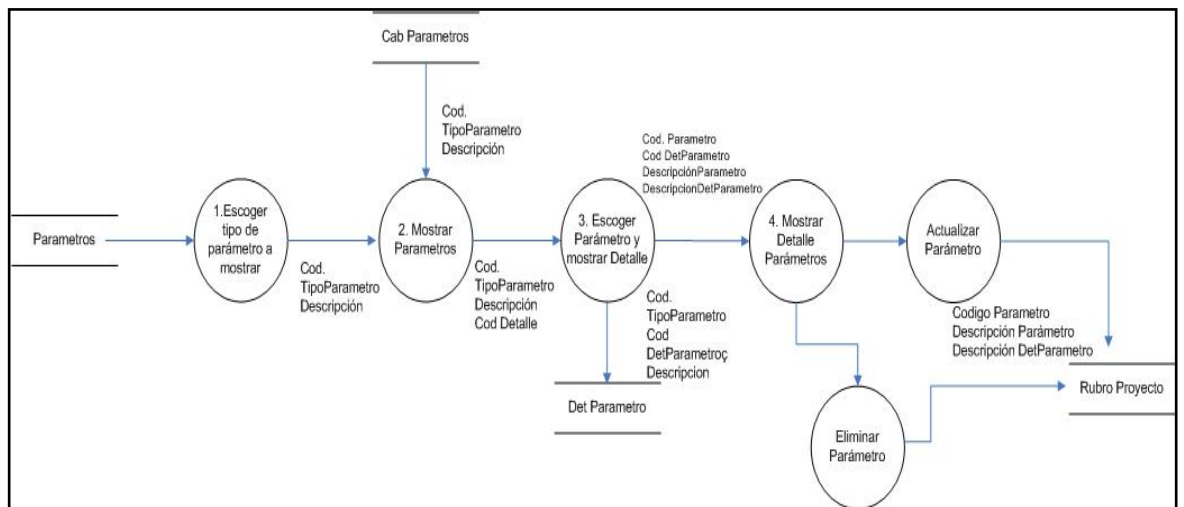 Cab Parametros
Cod.
TipoParametro
Descripción
Cod. Parametro
Cod DetParametro
DescripciónParametro
DescripcionDetParametro
Parametros
1.Escoger
tipo de
parámetro a
mostrar
2. Mostrar
Parametros
3. Escoger
Parámetro y
mostrar Detalle
4. Mostrar
Detalle
Parámetros
Actualizar
Parámetro
Cod.
TipoParametro
Descripción
Cod.
TipoParametro
Descripción
Cod Detalle
Cod.
TipoParametro
Cod
DetParametroç
Descripcion
Codigo Parametro
Descripción Parámetro
Descripción DetParametro
Det Parametro
Rubro Proyecto
Eliminar
Parámetro